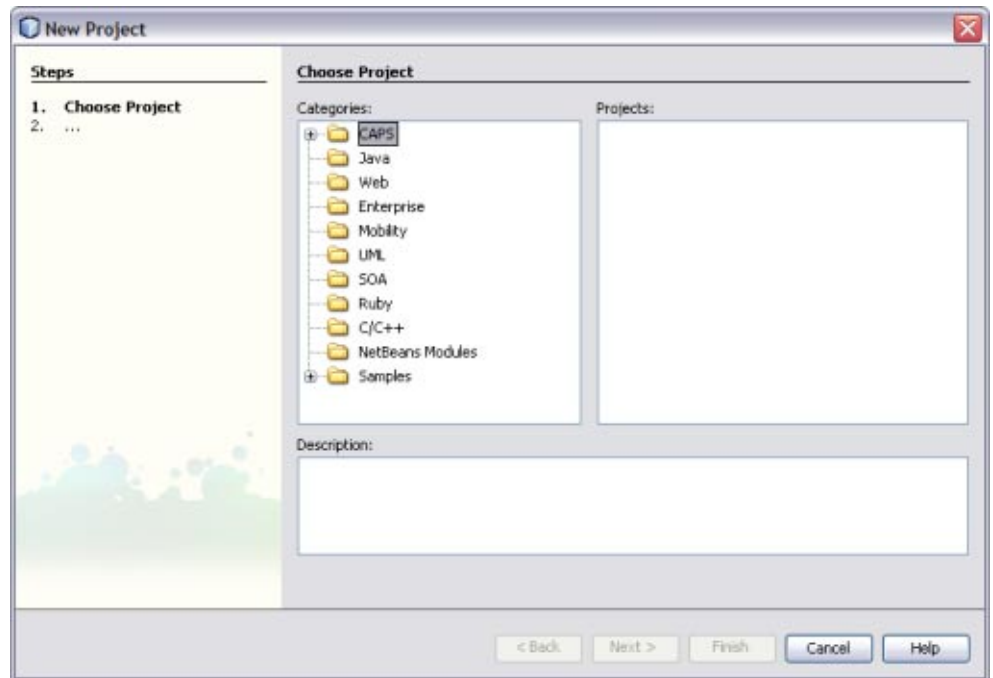 New Project
Steps
1. Choose Project
2. ...
Choose Project
Categories:
CAPS
Java
Web
Enterprise
Mobility
UML
SOA
Ruby
C/C++
NetBeans Modules
Samples
Projects:
Description:
< Back
Next >
Finish
Cancel
Help